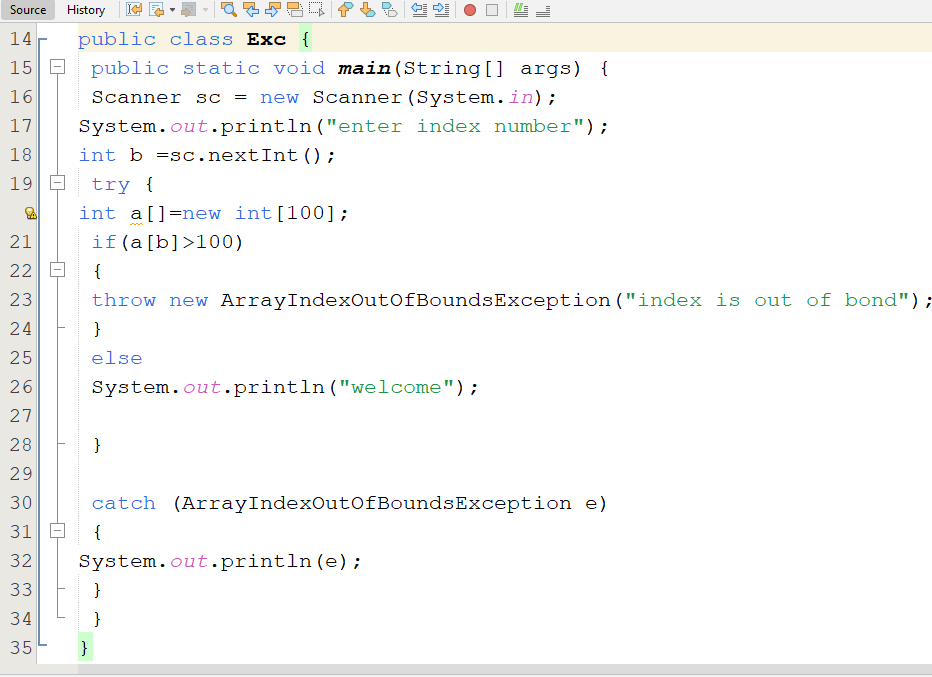 Source History
14 public class Exc {
15 public static void main(String[] args) {
16 Scanner sc = new Scanner(System.in);
17 System.out.println("enter index number");
18 int b =sc.nextInt();
19 try {
int a[]=new int[100];
21 if(a[b]>100)
22 {
23 throw new ArrayIndexOutOfBoundsException("index is out of bond");
24 }
25 else
26 System.out.println("welcome");
27
28 }
29
30 catch (ArrayIndexOutOfBoundsException e)
31 {
32 System.out.println(e);
33 }
34 }
35 }